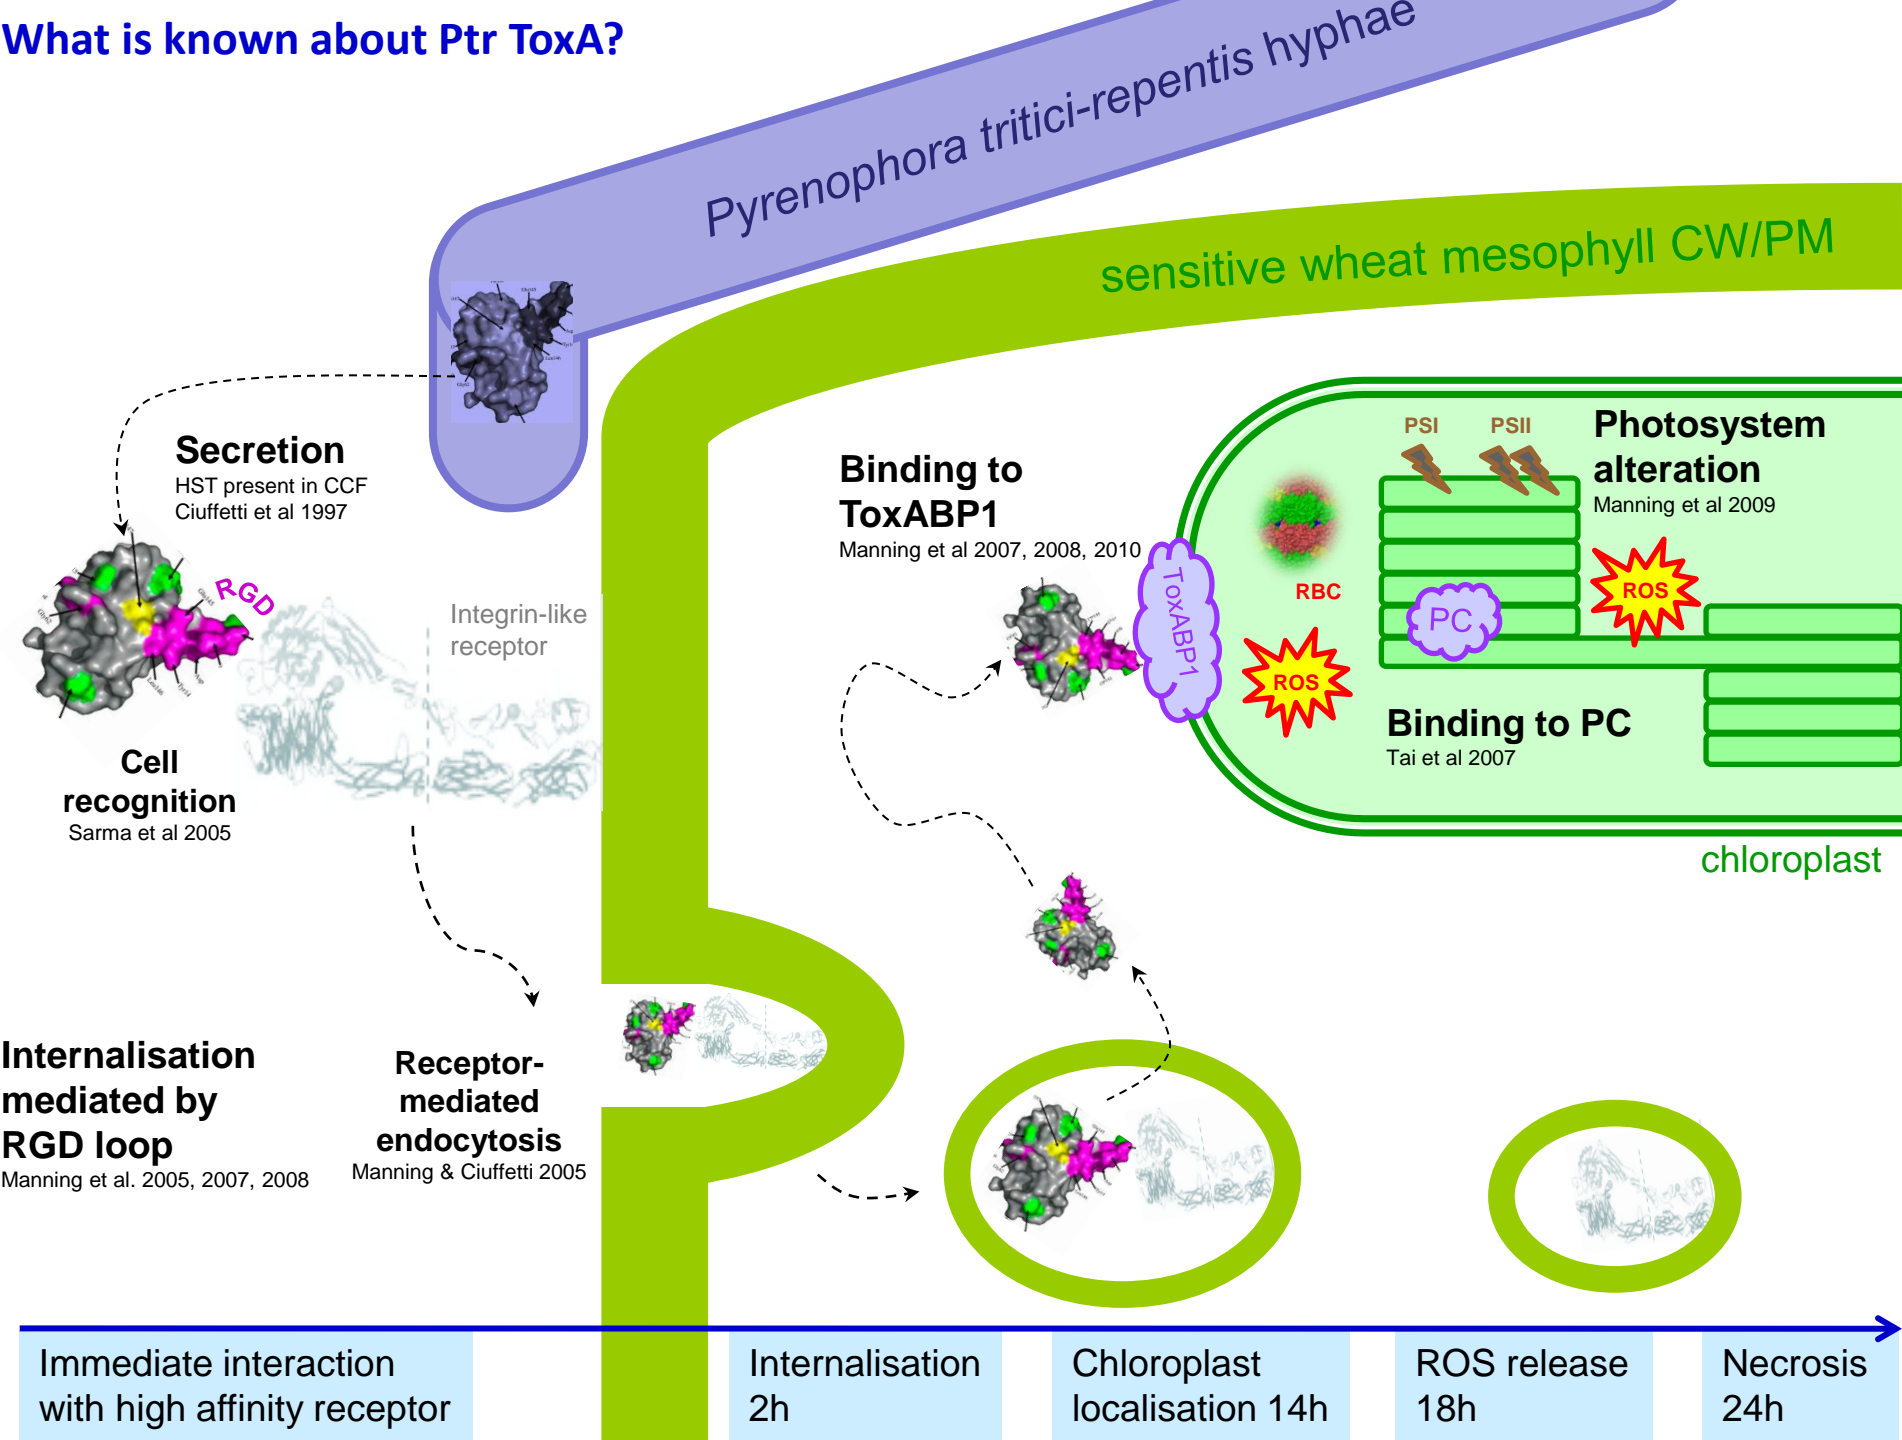 What is known about Ptr ToxA?
Pyrenophora tritici-repentis hyphae
sensitive wheat mesophyll CW/PM
Secretion
HST present in CCF
Ciuffetti et al 1997
RGD
Integrin-like
receptor
Cell
recognition
Sarma et al 2005
Binding to
ToxABP1
Manning et al 2007, 2008, 2010
ToxABP1
PSI
PSII
Photosystem
alteration
Manning et al 2009
RBC
ROS
PC
ROS
Binding to PC
Tai et al 2007
chloroplast
Internalisation
mediated by
RGD loop
Manning et al. 2005, 2007, 2008
Receptor-
mediated
endocytosis
Manning & Ciuffetti 2005
Immediate interaction
with high affinity receptor
Internalisation
2h
Chloroplast
localisation 14h
ROS release
18h
Necrosis
24h